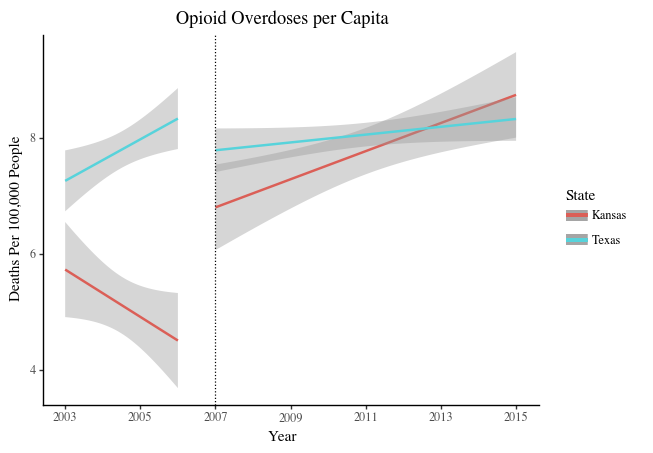 Opioid Overdoses per Capita
Deaths Per 100,000 People
8
6
4
2003 2005 2007 2009 2011 2013 2015
Year
State
Kansas
Texas